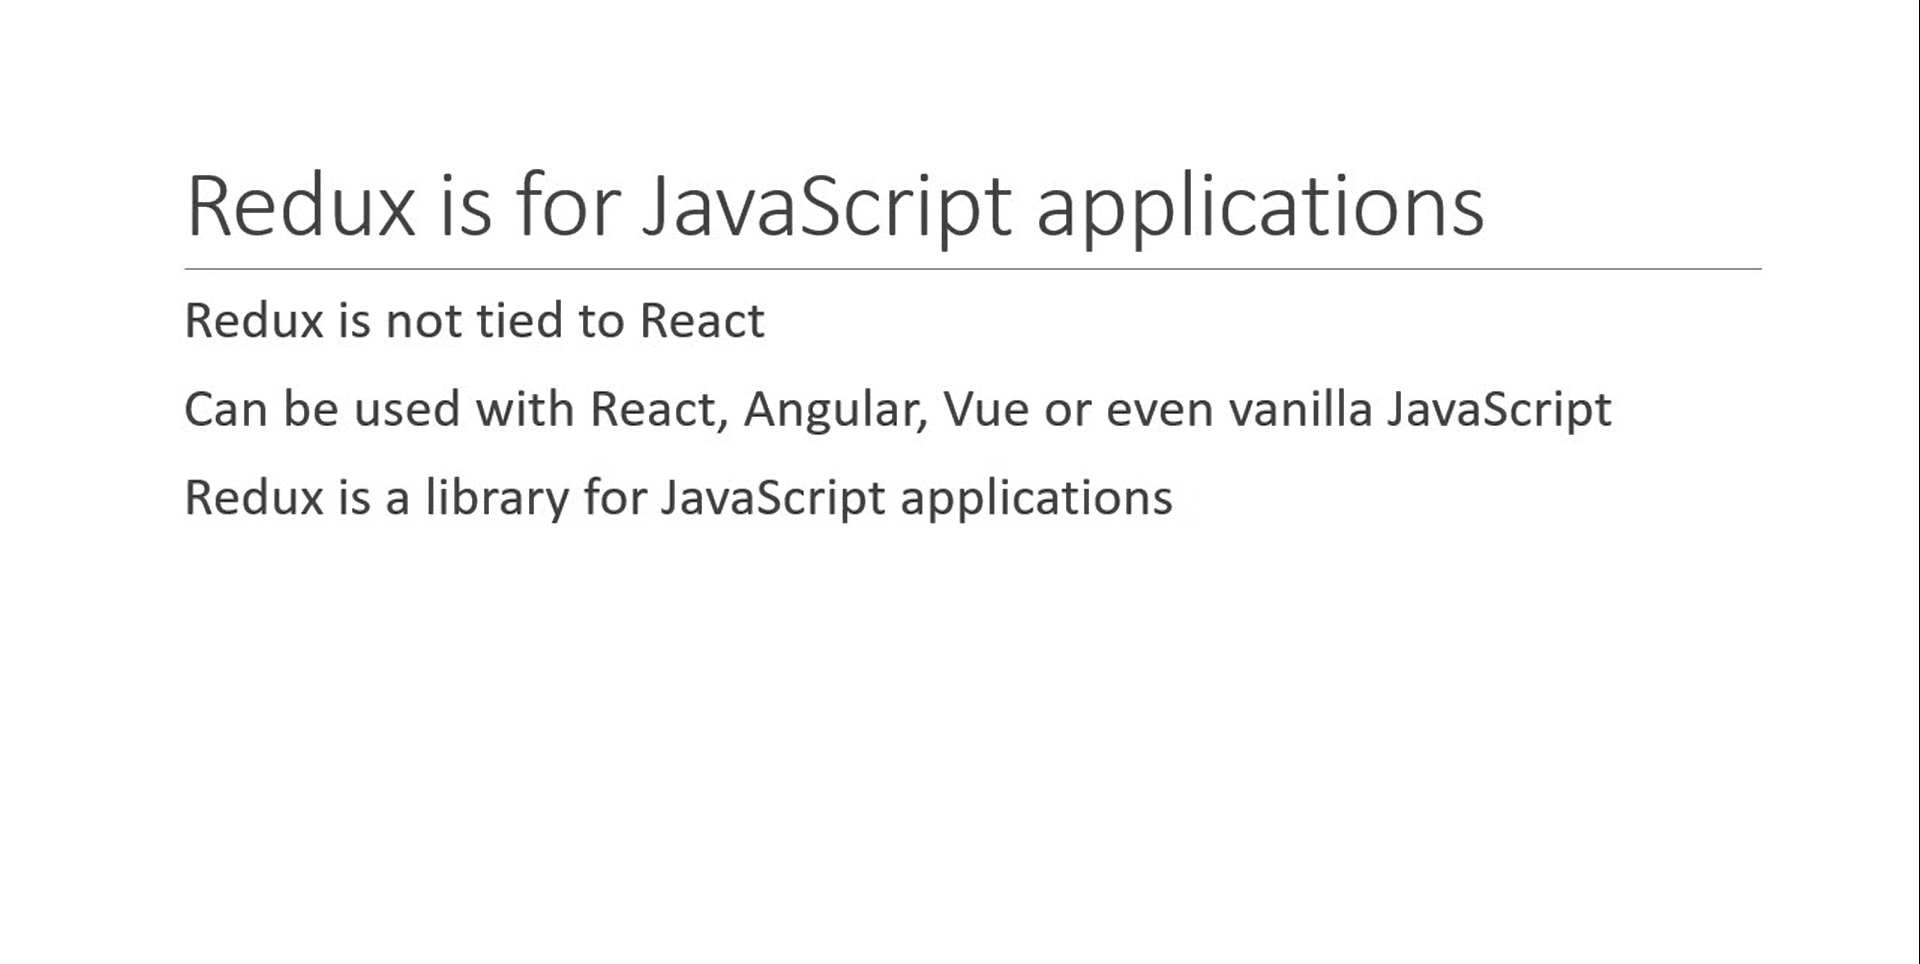 Redux is for JavaScript applications
Redux is not tied to React
Can be used with React, Angular, Vue or even vanilla JavaScript
Redux is a library for JavaScript applications